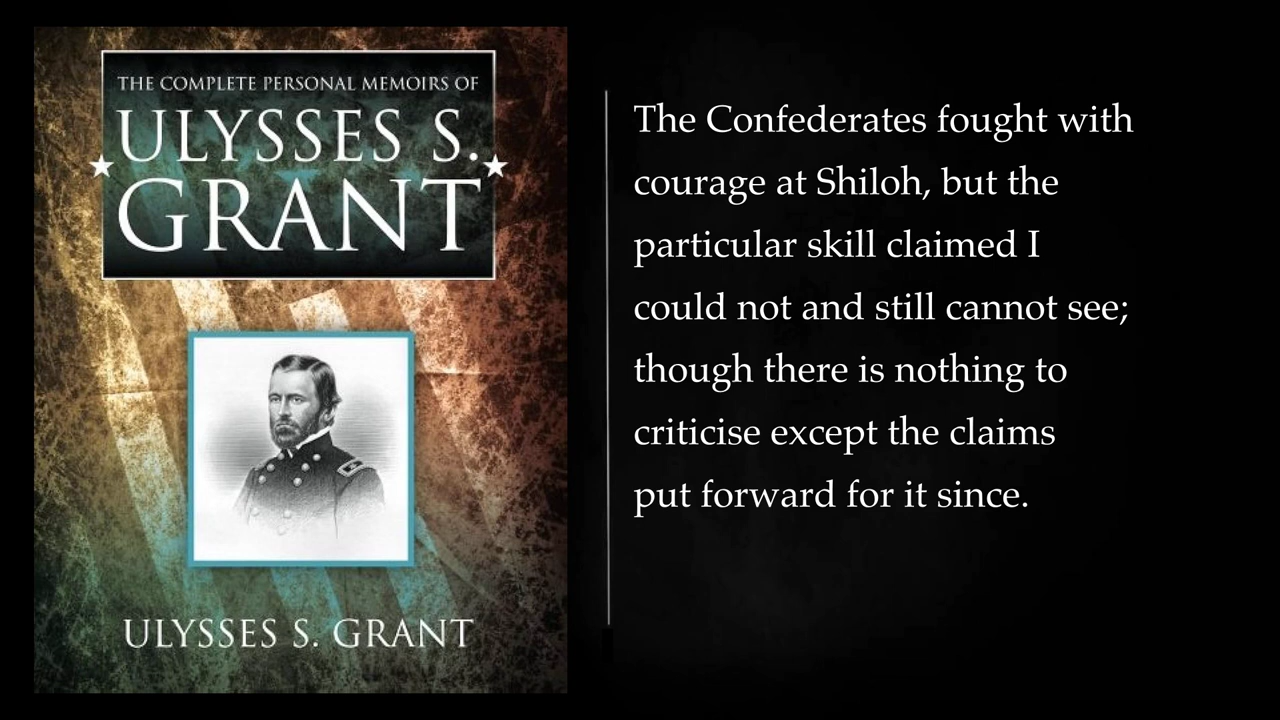 THE COMPLETE PERSONAL MEMOIRS OF
ULYSSES S.
GRANT
ULYSSES S. GRANT
The Confederates fought with
courage at Shiloh, but the
particular skill claimed I
could not and still cannot see;
though there is nothing to
criticise except the claims
put forward for it since.